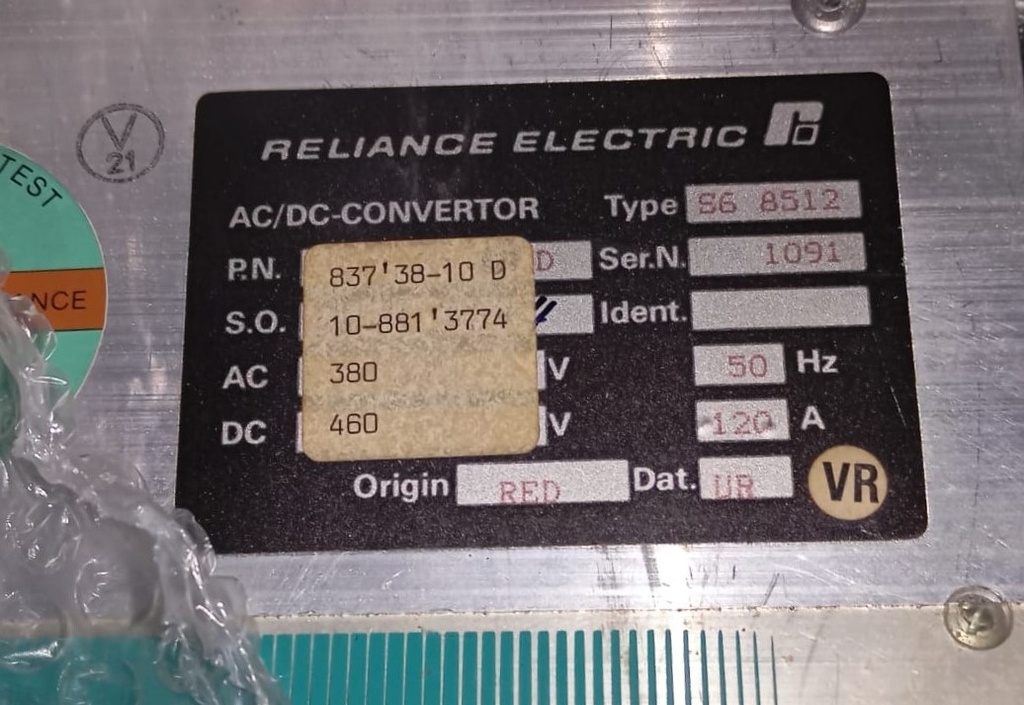 V
21
TEST
NCE
RELIANCE ELECTRIC
AC/DC-CONVERTOR Type S6 8512
P.N. 837'38-10 D D Ser.N. 1091
S.O. 10-881'3774 Ident.
AC 380 V 50 Hz
DC 460 V 120 A
Origin RED Dat. UR VR